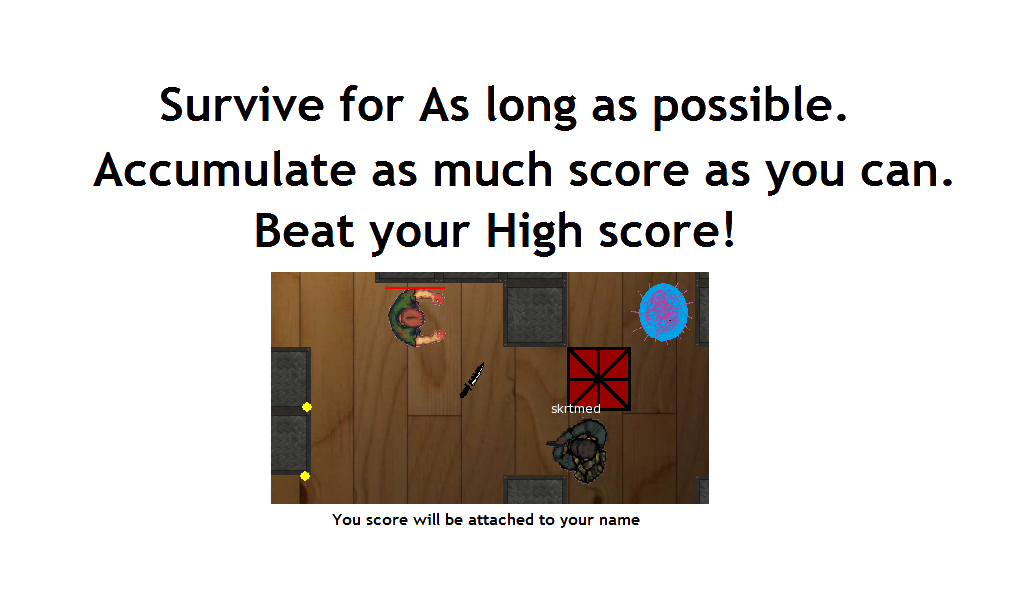 Survive for As long as possible.
Accumulate as much score as you can.
Beat your High score!
skrtmed
You score will be attached to your name